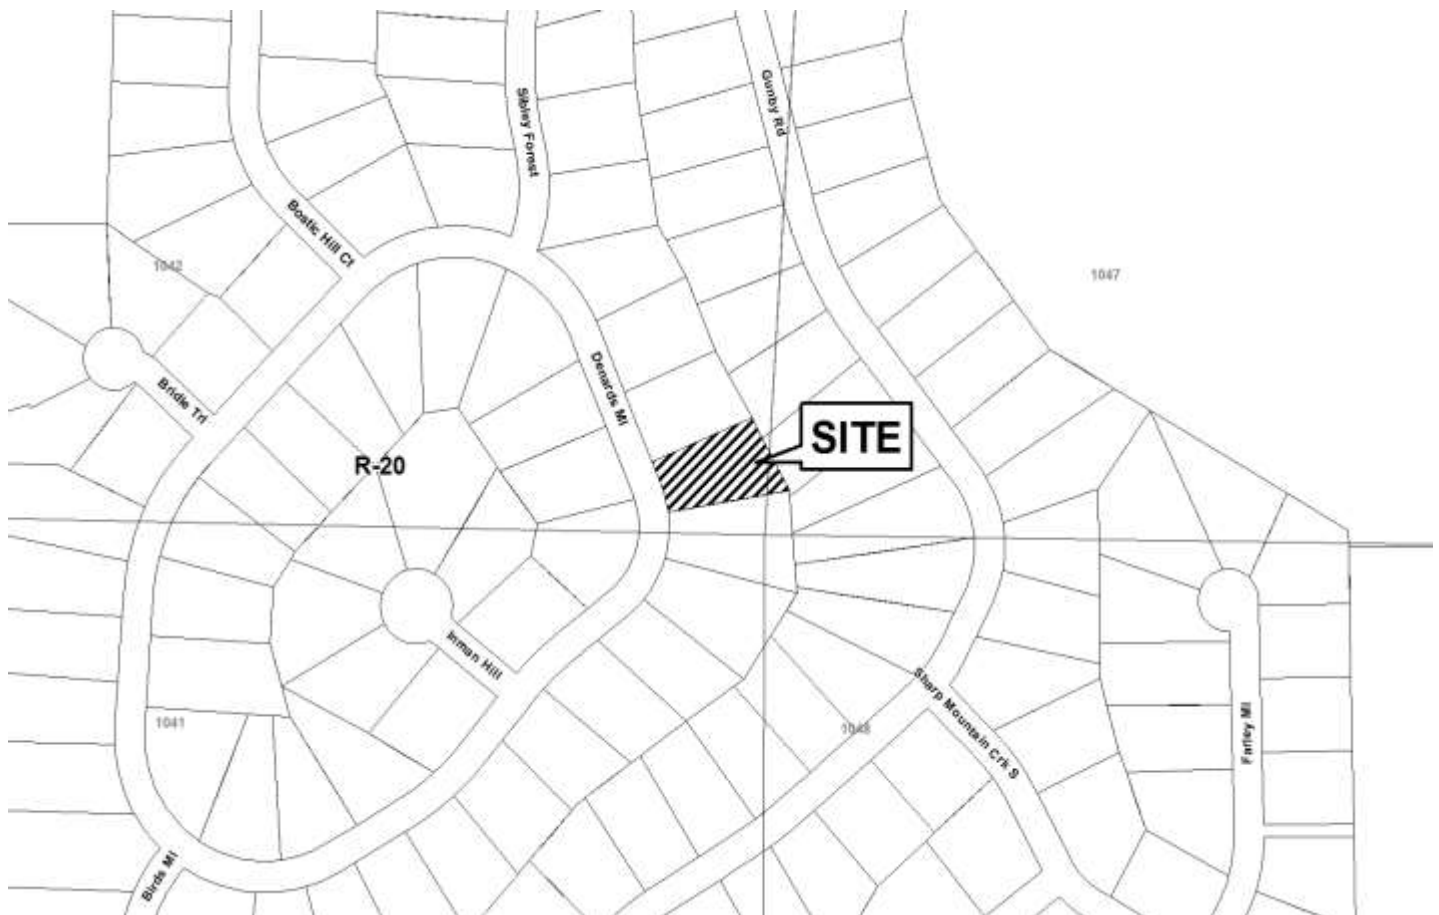 Gunby Rd
Sibley Forest
Bostic Hill Ct
1042
1047
Denards Ml
Bridle Trl
SITE
R-20
Inman Hill
Sharp Mountain Crk S
1041
1048
Farley Ml
Birds Ml